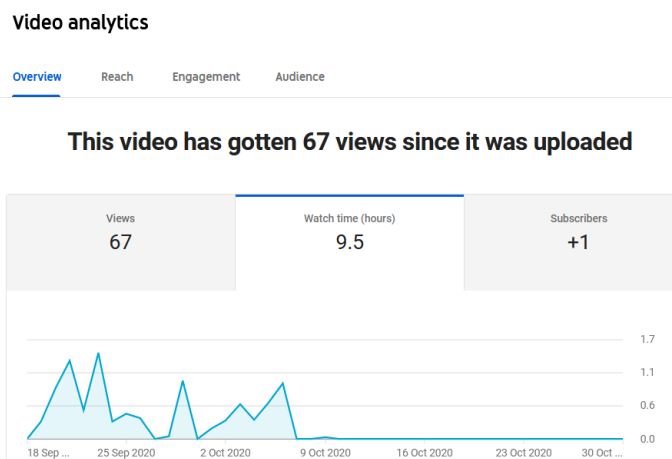 Video analytics
Overview Reach Engagement Audience
This video has gotten 67 views since it was uploaded
Views Watch time (hours) Subscribers
67 9.5 +1
1.7
1.1
0.6
0.0
18 Sep ... 25 Sep 2020 2 Oct 2020 9 Oct 2020 16 Oct 2020 23 Oct 2020 30 Oct ...